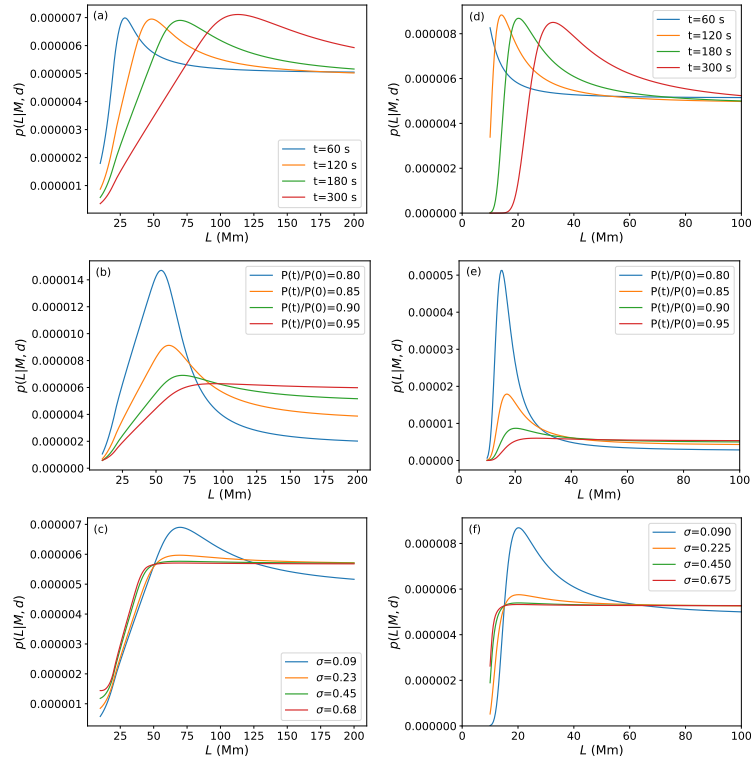 (a)
0.000007
0.000006
0.000005
0.000004
0.000003
0.000002
0.000001
p(L|M, d)
t=60 s
t=120 s
t=180 s
t=300 s
25 50 75 100 125 150 175 200
L (Mm)
(d)
0.000008
0.000006
0.000004
0.000002
0.000000
p(L|M, d)
t=60 s
t=120 s
t=180 s
t=300 s
0 20 40 60 80 100
L (Mm)
(b)
0.000014
0.000012
0.000010
0.000008
0.000006
0.000004
0.000002
0.000000
p(L|M, d)
P(t)/P(0)=0.80
P(t)/P(0)=0.85
P(t)/P(0)=0.90
P(t)/P(0)=0.95
25 50 75 100 125 150 175 200
L (Mm)
(e)
0.00005
0.00004
0.00003
0.00002
0.00001
0.00000
p(L|M, d)
P(t)/P(0)=0.80
P(t)/P(0)=0.85
P(t)/P(0)=0.90
P(t)/P(0)=0.95
0 20 40 60 80 100
L (Mm)
(c)
0.000007
0.000006
0.000005
0.000004
0.000003
0.000002
0.000001
p(L|M, d)
σ=0.09
σ=0.23
σ=0.45
σ=0.68
25 50 75 100 125 150 175 200
L (Mm)
(f)
0.000008
0.000006
0.000004
0.000002
0.000000
p(L|M, d)
σ=0.090
σ=0.225
σ=0.450
σ=0.675
0 20 40 60 80 100
L (Mm)